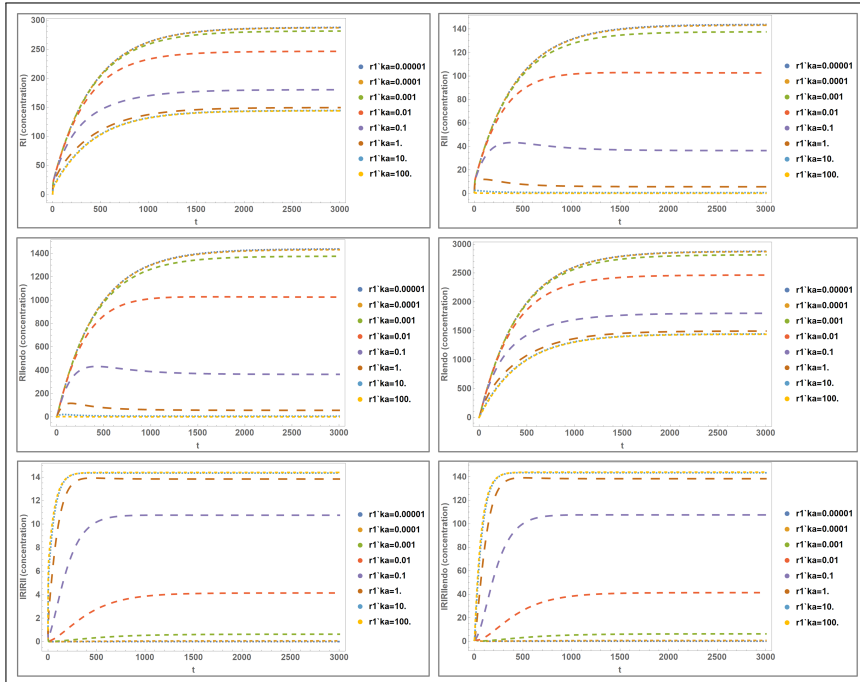 RI (concentration)
300
250
200
150
100
50
0
0 500 1000 1500 2000 2500 3000
t
r1`ka=0.00001
r1`ka=0.0001
r1`ka=0.001
r1`ka=0.01
r1`ka=0.1
r1`ka=1.
r1`ka=10.
r1`ka=100.
RII (concentration)
140
120
100
80
60
40
20
0
0 500 1000 1500 2000 2500 3000
t
r1`ka=0.00001
r1`ka=0.0001
r1`ka=0.001
r1`ka=0.01
r1`ka=0.1
r1`ka=1.
r1`ka=10.
r1`ka=100.
RIIendo (concentration)
1400
1200
1000
800
600
400
200
0
0 500 1000 1500 2000 2500 3000
t
r1`ka=0.00001
r1`ka=0.0001
r1`ka=0.001
r1`ka=0.01
r1`ka=0.1
r1`ka=1.
r1`ka=10.
r1`ka=100.
RIendo (concentration)
3000
2500
2000
1500
1000
500
0
0 500 1000 1500 2000 2500 3000
t
r1`ka=0.00001
r1`ka=0.0001
r1`ka=0.001
r1`ka=0.01
r1`ka=0.1
r1`ka=1.
r1`ka=10.
r1`ka=100.
IRIRII (concentration)
14
12
10
8
6
4
2
0
0 500 1000 1500 2000 2500 3000
t
r1`ka=0.00001
r1`ka=0.0001
r1`ka=0.001
r1`ka=0.01
r1`ka=0.1
r1`ka=1.
r1`ka=10.
r1`ka=100.
IRIRIIendo (concentration)
140
120
100
80
60
40
20
0
0 500 1000 1500 2000 2500 3000
t
r1`ka=0.00001
r1`ka=0.0001
r1`ka=0.001
r1`ka=0.01
r1`ka=0.1
r1`ka=1.
r1`ka=10.
r1`ka=100.